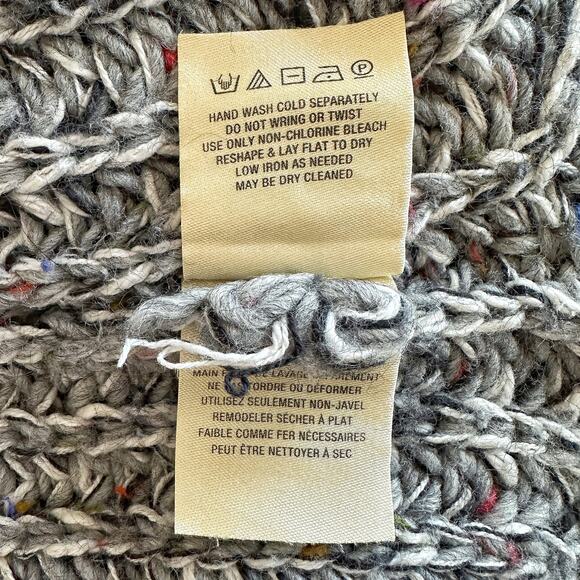 P
HAND WASH COLD SEPARATELY
DO NOT WRING OR TWIST
USE ONLY NON-CHLORINE BLEACH
RESHAPE & LAY FLAT TO DRY
LOW IRON AS NEEDED
MAY BE DRY CLEANED
MAIN LAVAGE
NE OU DÉFORMER
UTILISEZ SEULEMENT NON-JAVEL
REMODELER SÉCHER À PLAT
FAIBLE COMME FER NÉCESSAIRES
PEUT ÊTRE NETTOYER À SEC